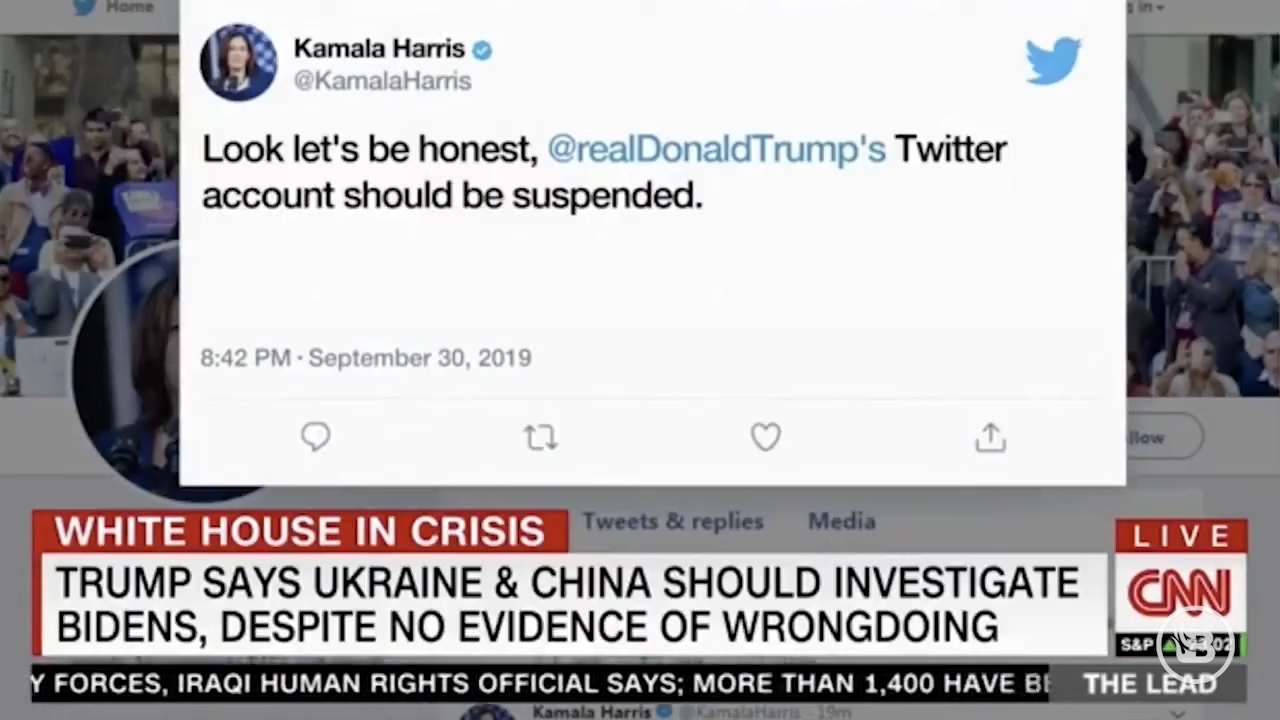 Home
Kamala Harris
@KamalaHarris
Look let's be honest, @realDonaldTrump's Twitter
account should be suspended.
8:42 PM · September 30, 2019
Tweets & replies Media
WHITE HOUSE IN CRISIS
TRUMP SAYS UKRAINE & CHINA SHOULD INVESTIGATE
BIDENS, DESPITE NO EVIDENCE OF WRONGDOING
LIVE
CNN
S&P
Y FORCES, IRAQI HUMAN RIGHTS OFFICIAL SAYS; MORE THAN 1,400 HAVE BE
THE LEAD
Kamala Harris @KamalaHarris · 19m